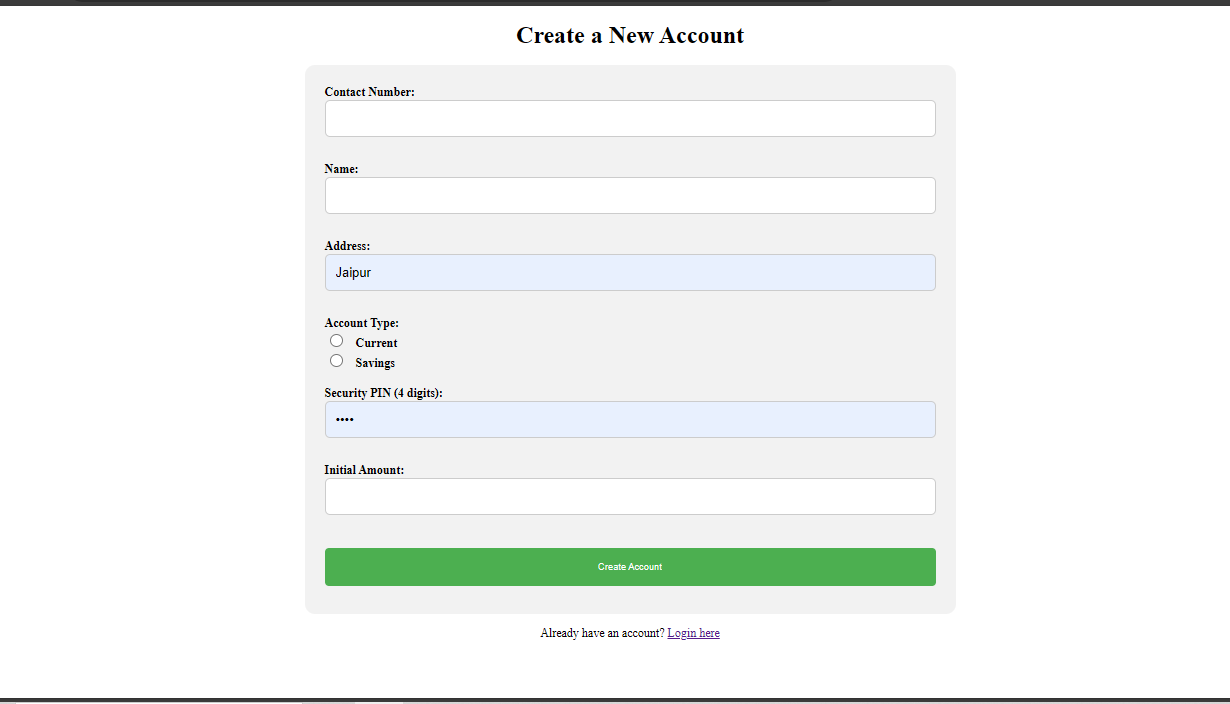 Create a New Account
Contact Number:
Name:
Address:
Jaipur
Account Type:
Current
Savings
Security PIN (4 digits):
••••
Initial Amount:
Create Account
Already have an account? Login here